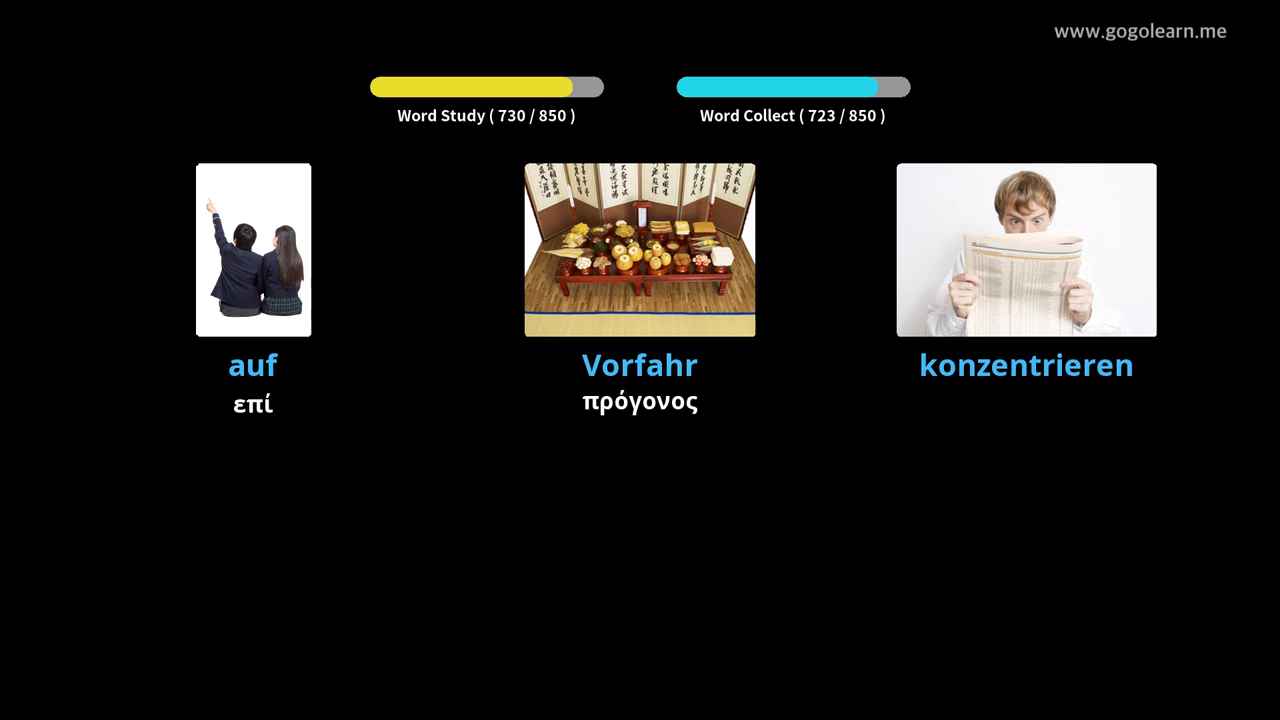 www.gogolearn.me
Word Study ( 730 / 850 )
Word Collect ( 723 / 850 )
auf
επί
Vorfahr
πρόγονος
konzentrieren